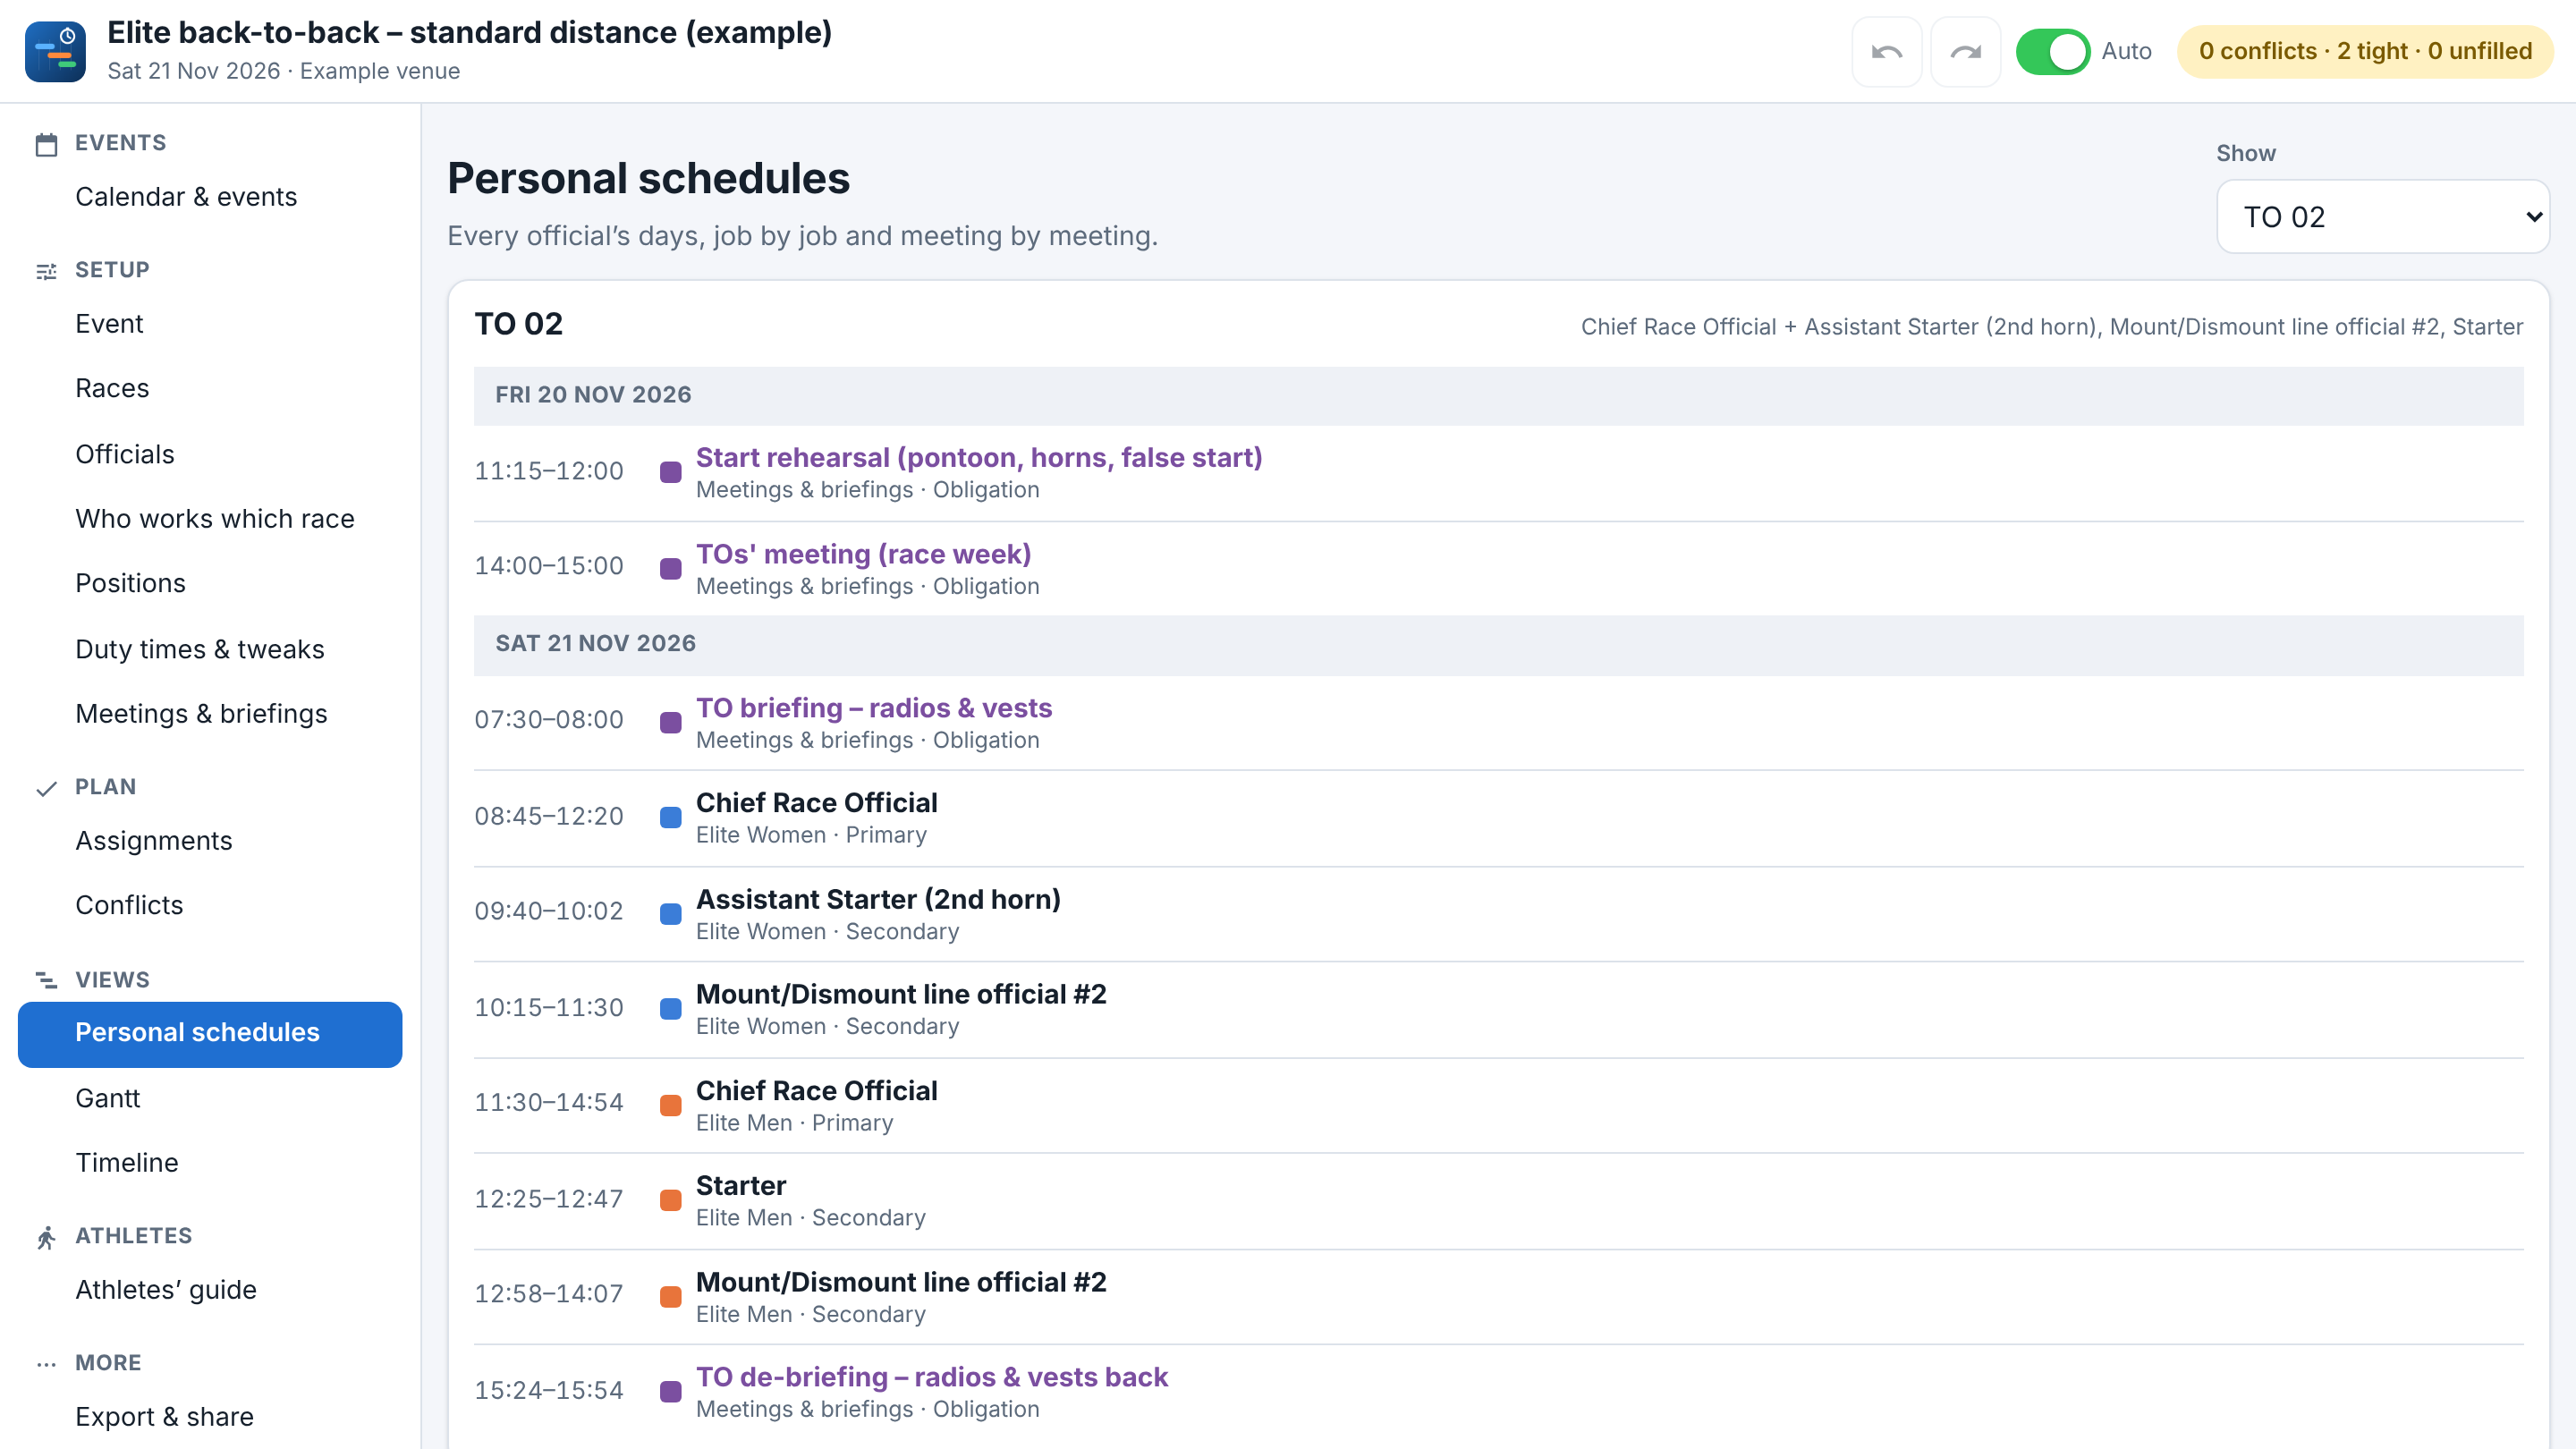 Elite back-to-back – standard distance (example)
Sat 21 Nov 2026 · Example venue
Auto
0 conflicts · 2 tight · 0 unfilled
EVENTS
Calendar & events
SETUP
Event
Races
Officials
Who works which race
Positions
Duty times & tweaks
Meetings & briefings
PLAN
Assignments
Conflicts
VIEWS
Personal schedules
Gantt
Timeline
ATHLETES
Athletes’ guide
MORE
Export & share
Personal schedules
Every official’s days, job by job and meeting by meeting.
Show
TO 02
TO 02
Chief Race Official + Assistant Starter (2nd horn), Mount/Dismount line official #2, Starter
FRI 20 NOV 2026
11:15–12:00
Start rehearsal (pontoon, horns, false start)
Meetings & briefings · Obligation
14:00–15:00
TOs' meeting (race week)
Meetings & briefings · Obligation
SAT 21 NOV 2026
07:30–08:00
TO briefing – radios & vests
Meetings & briefings · Obligation
08:45–12:20
Chief Race Official
Elite Women · Primary
09:40–10:02
Assistant Starter (2nd horn)
Elite Women · Secondary
10:15–11:30
Mount/Dismount line official #2
Elite Women · Secondary
11:30–14:54
Chief Race Official
Elite Men · Primary
12:25–12:47
Starter
Elite Men · Secondary
12:58–14:07
Mount/Dismount line official #2
Elite Men · Secondary
15:24–15:54
TO de-briefing – radios & vests back
Meetings & briefings · Obligation